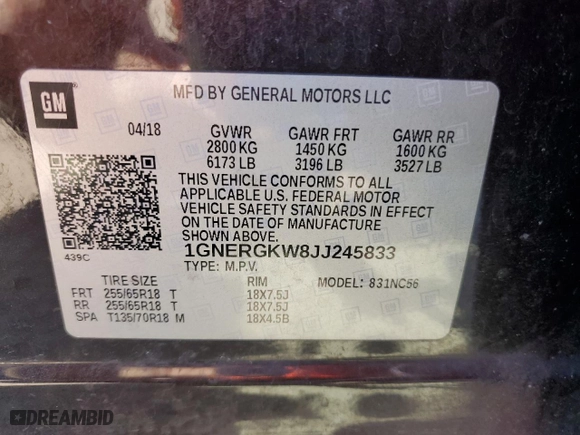 GM
MFD BY GENERAL MOTORS LLC
04/18 GVWR GAWR FRT GAWR RR
2800 KG 1450 KG 1600 KG
6173 LB 3196 LB 3527 LB
THIS VEHICLE CONFORMS TO ALL
APPLICABLE U.S. FEDERAL MOTOR
VEHICLE SAFETY STANDARDS IN EFFECT
ON THE DATE OF MANUFACTURE
SHOWN ABOVE.
439C
1GNERGKW8JJ245833
TYPE: M.P.V. MODEL: 831NC56
TIRE SIZE RIM
FRT 255/65R18 T 18X7.5J
RR 255/65R18 T 18X7.5J
SPA T135/70R18 M 18X4.5B
DREAMBID